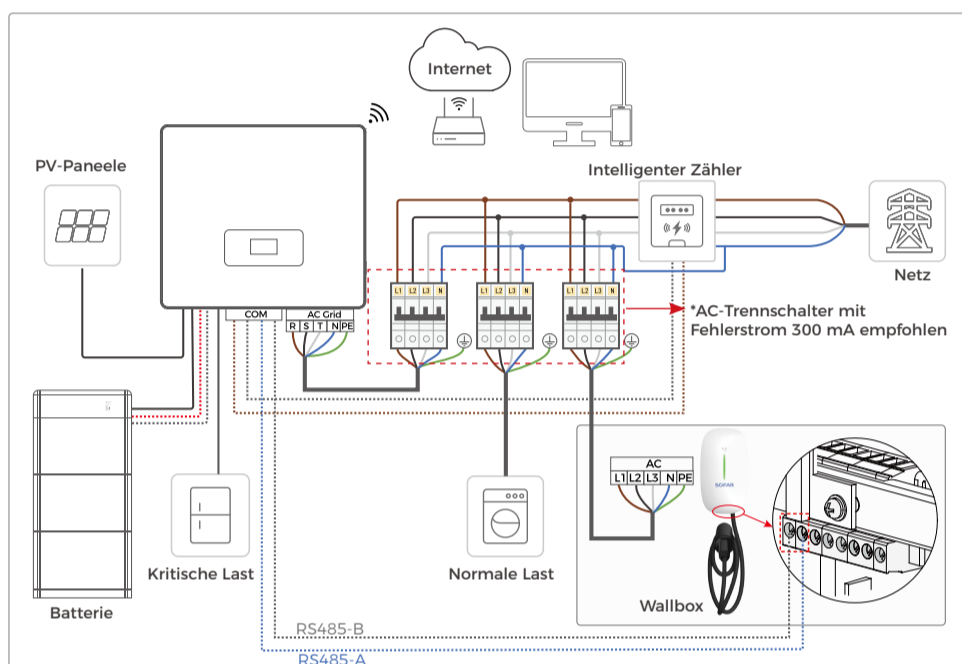 Internet
PV-Paneele
Intelligenter Zähler
Netz
L1 L2 L3 N
L1 L2 L3 N
L1 L2 L3 N
*AC-Trennschalter mit
Fehlerstrom 300 mA empfohlen
COM
AC Grid
R S T N PE
AC
L1 L2 L3 N PE
SOFAR
Kritische Last
Normale Last
Wallbox
Batterie
RS485-B
RS485-A